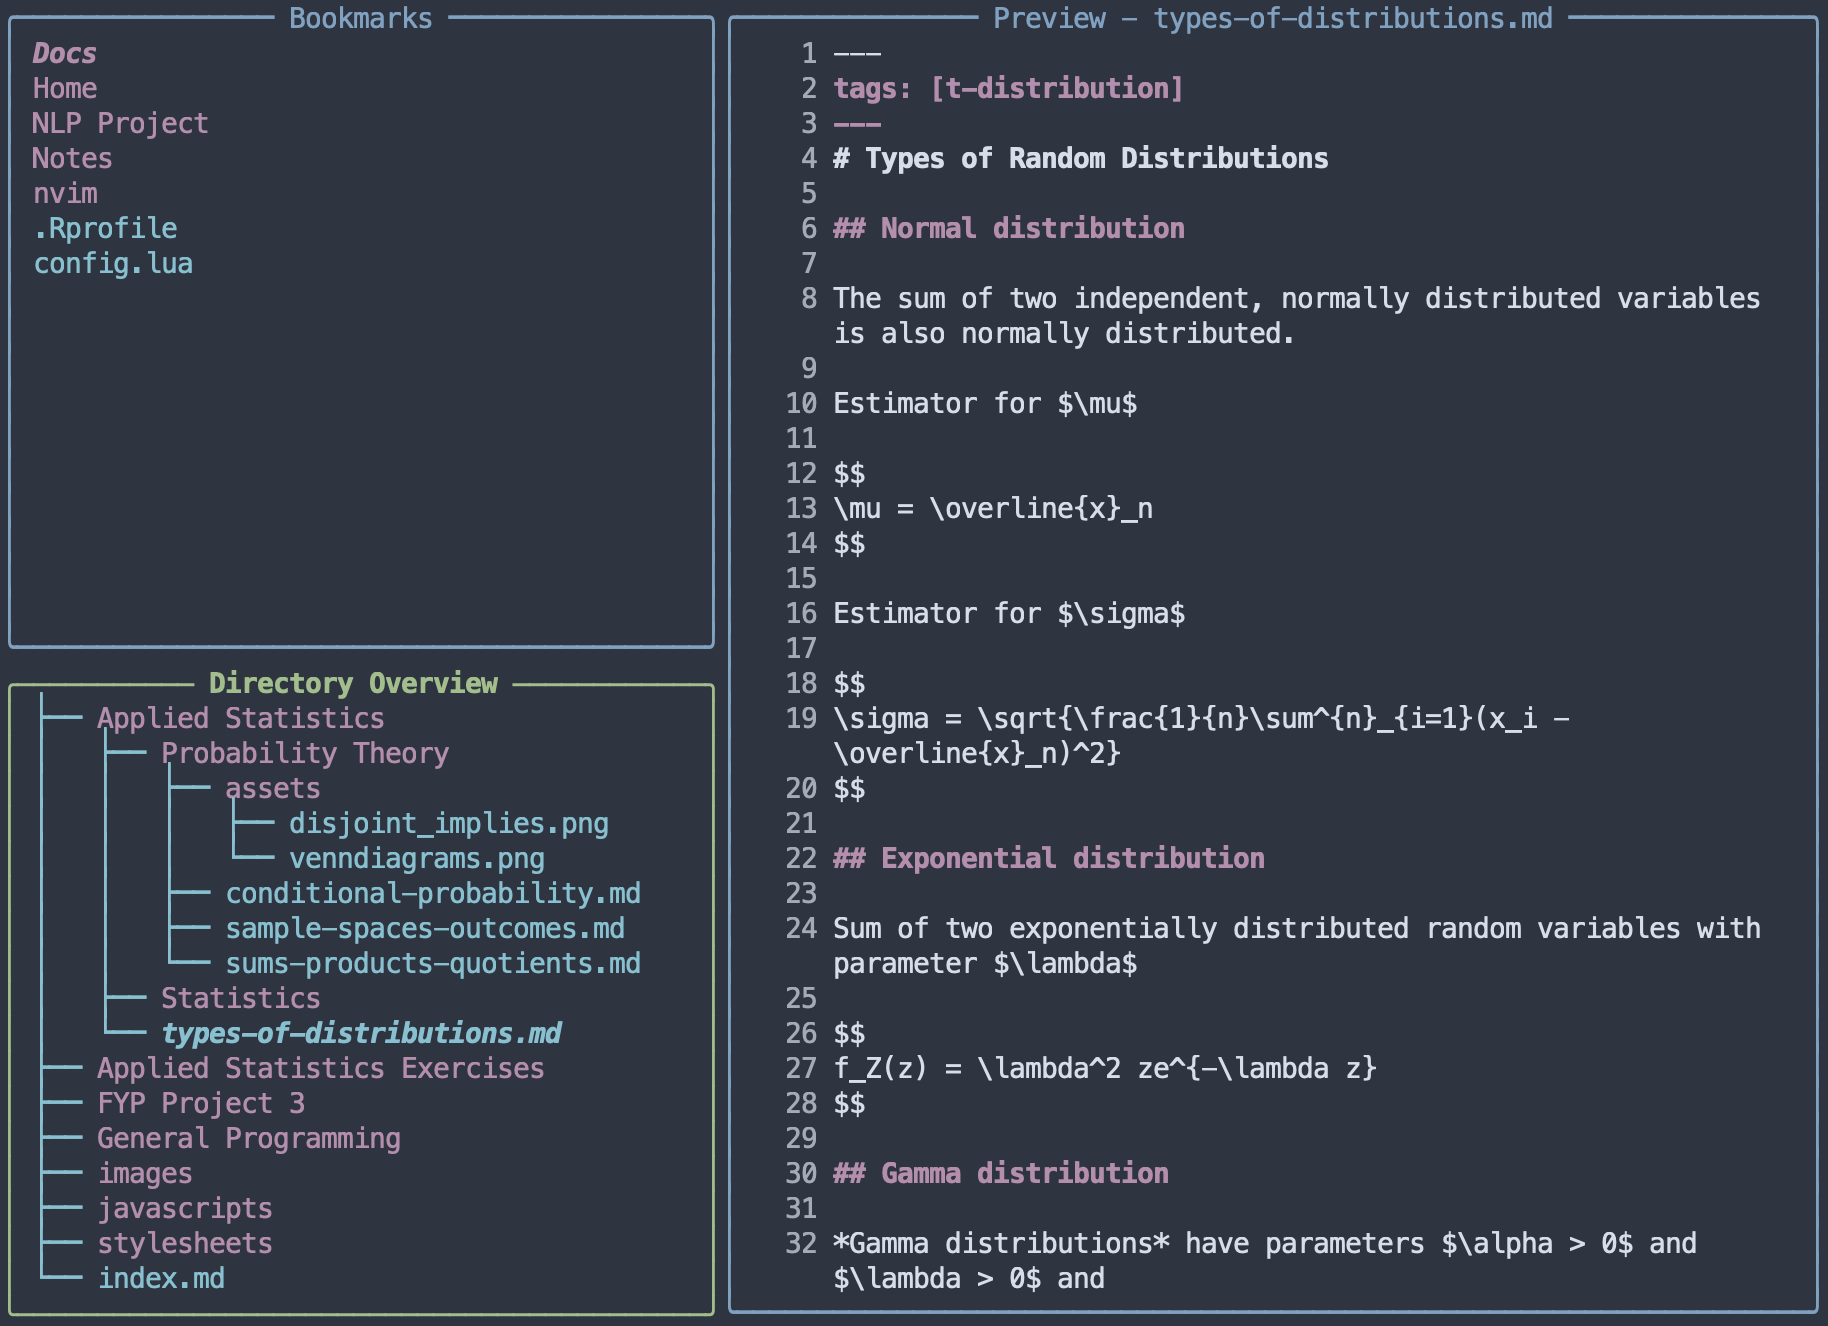 Bookmarks
Docs
Home
NLP Project
Notes
nvim
.Rprofile
config.lua
Directory Overview
Applied Statistics
Probability Theory
assets
disjoint_implies.png
venndiagrams.png
conditional-probability.md
sample-spaces-outcomes.md
sums-products-quotients.md
Statistics
types-of-distributions.md
Applied Statistics Exercises
FYP Project 3
General Programming
images
javascripts
stylesheets
index.md
Preview - types-of-distributions.md
1 ---
2 tags: [t-distribution]
3 ---
4 # Types of Random Distributions
5
6 ## Normal distribution
7
8 The sum of two independent, normally distributed variables
is also normally distributed.
9
10 Estimator for $\mu$
11
12 $$
13 \mu = \overline{x}_n
14 $$
15
16 Estimator for $\sigma$
17
18 $$
19 \sigma = \sqrt{\frac{1}{n}\sum^{n}_{i=1}(x_i -
\overline{x}_n)^2}
20 $$
21
22 ## Exponential distribution
23
24 Sum of two exponentially distributed random variables with
parameter $\lambda$
25
26 $$
27 f_Z(z) = \lambda^2 ze^{-\lambda z}
28 $$
29
30 ## Gamma distribution
31
32 *Gamma distributions* have parameters $\alpha > 0$ and
$\lambda > 0$ and